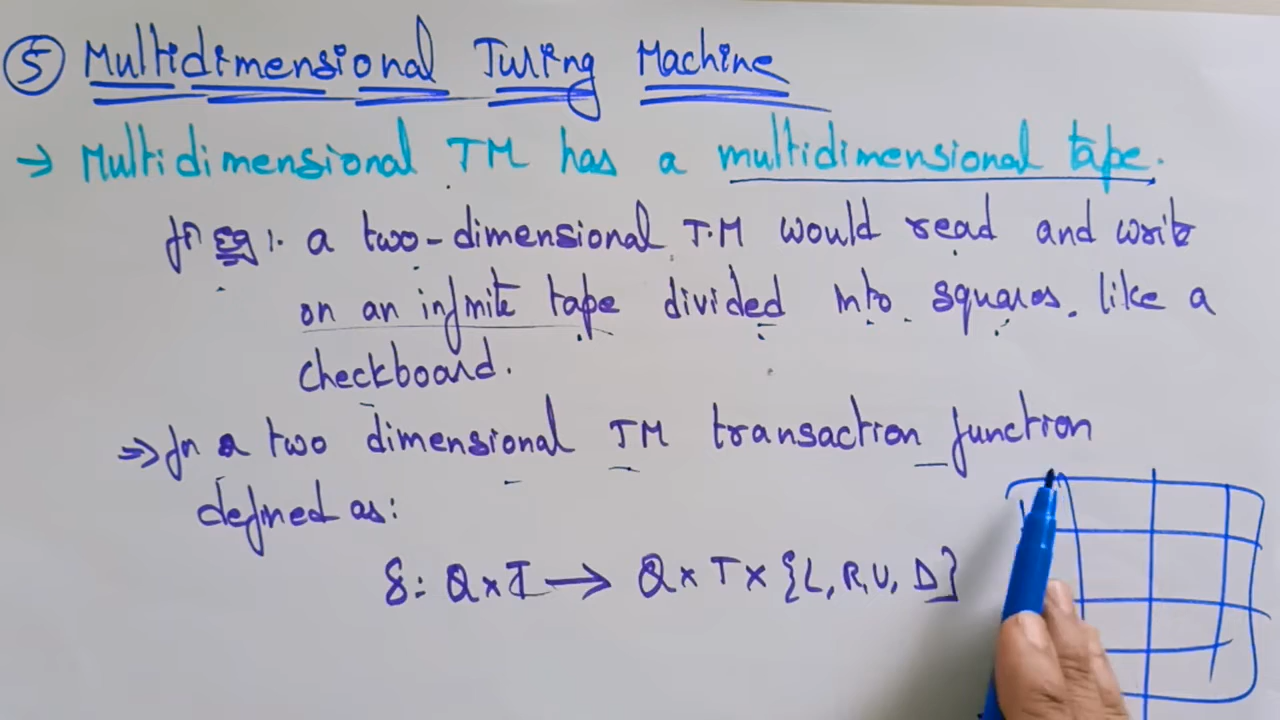 ⑤ Multidimensional Turing Machine
→ Multidimensional TM has a multidimensional tape.
Eg:- a two-dimensional T.M would read and write
on an infinite tape divided into squares. like a
checkboard.
⇒ In a two dimensional TM transaction function
defined as:
δ: Q×I → Q×T×{L, R, U, D}